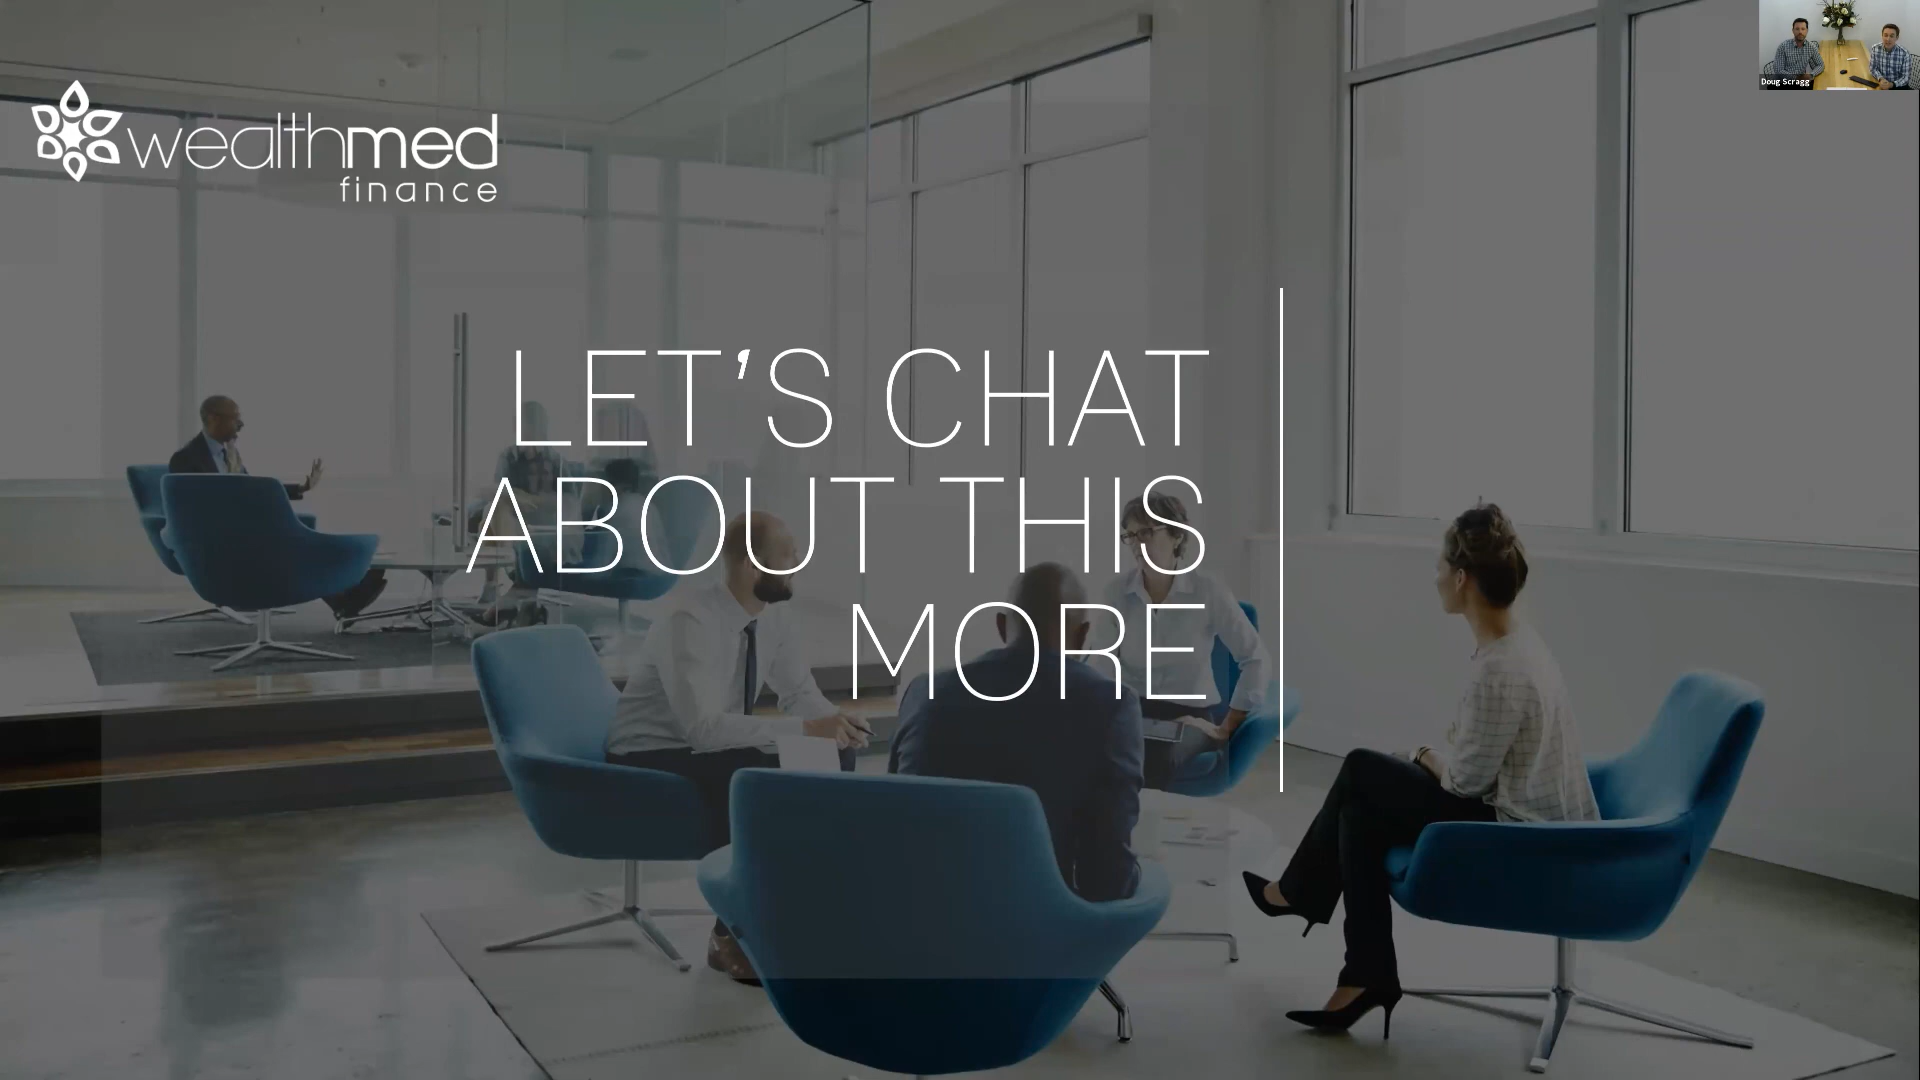 wealthmed
finance
Doug Scragg
LET'S CHAT
ABOUT THIS
MORE